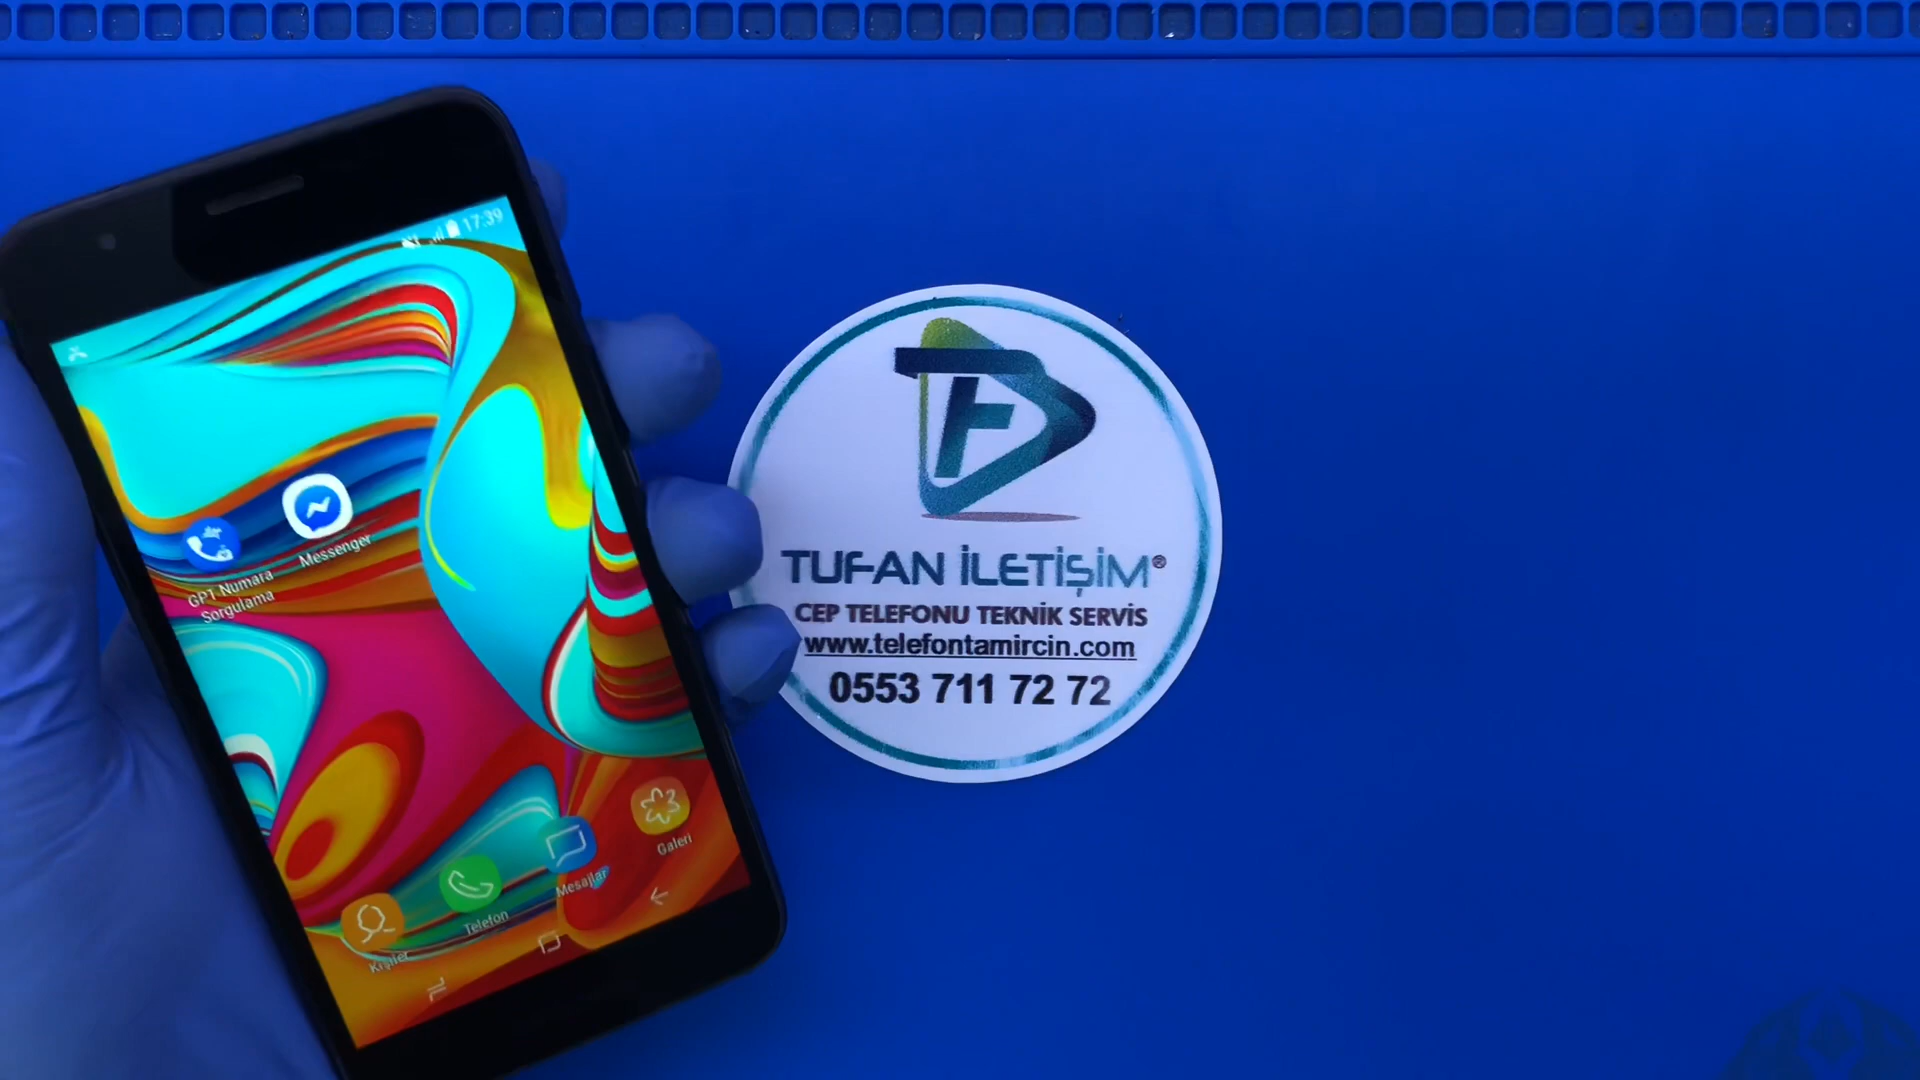 17:39
GP1 Numara
Sorgulama
Messenger
Kişiler
Telefon
Mesajlar
Galeri
TUFAN İLETİŞİM®
CEP TELEFONU TEKNİK SERVİS
www.telefontamircin.com
0553 711 72 72